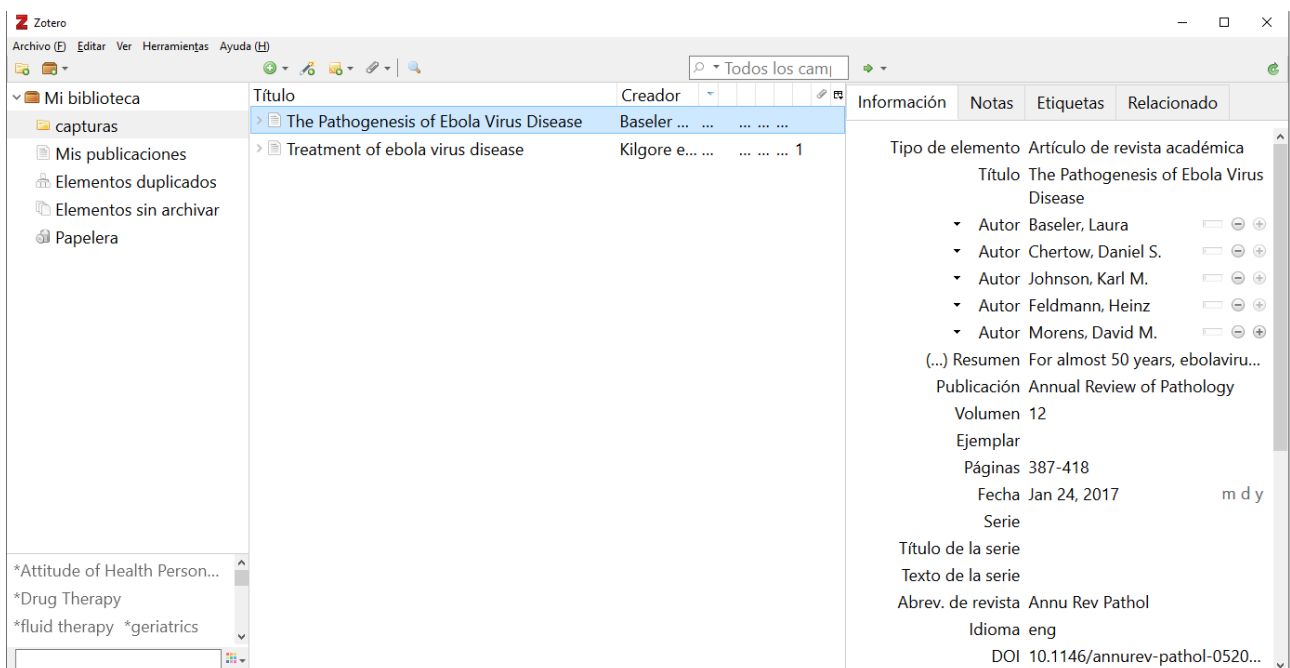 Zotero
Archivo (F) Editar Ver Herramientas Ayuda (H)
Todos los camp
Mi biblioteca
capturas
Mis publicaciones
Elementos duplicados
Elementos sin archivar
Papelera
*Attitude of Health Person...
*Drug Therapy
*fluid therapy *geriatrics
Título Creador
The Pathogenesis of Ebola Virus Disease Baseler ... ... ... ... ...
Treatment of ebola virus disease Kilgore e... ... ... ... ... 1
Información Notas Etiquetas Relacionado
Tipo de elemento Artículo de revista académica
Título The Pathogenesis of Ebola Virus
Disease
Autor Baseler, Laura
Autor Chertow, Daniel S.
Autor Johnson, Karl M.
Autor Feldmann, Heinz
Autor Morens, David M.
(...) Resumen For almost 50 years, ebolaviru...
Publicación Annual Review of Pathology
Volumen 12
Ejemplar
Páginas 387-418
Fecha Jan 24, 2017 m d y
Serie
Título de la serie
Texto de la serie
Abrev. de revista Annu Rev Pathol
Idioma eng
DOI 10.1146/annurev-pathol-0520...